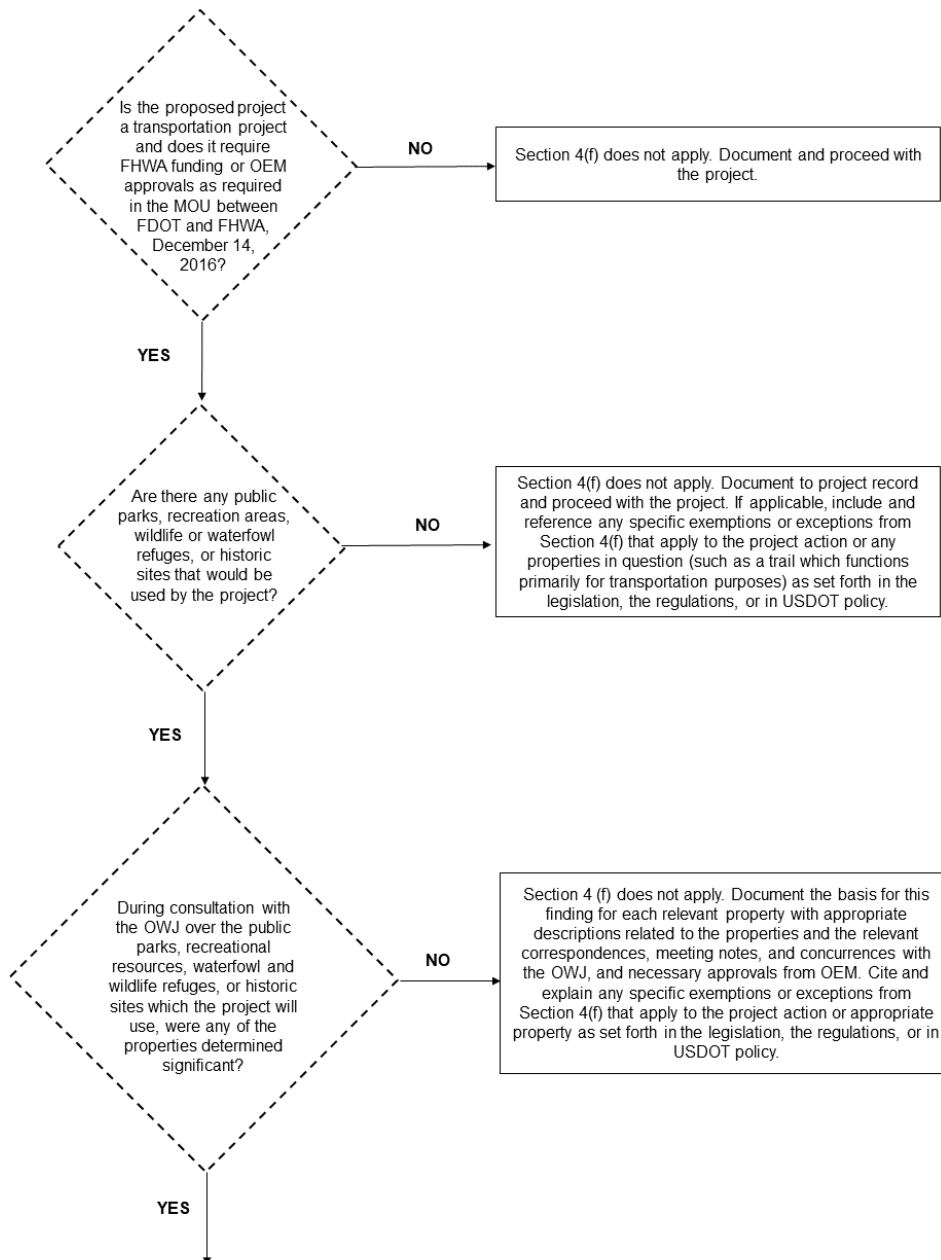 Is the proposed project
a transportation project
and does it require
FHWA funding or OEM
approvals as required
in the MOU between
FDOT and FHWA,
December 14,
2016?
NO
Section 4(f) does not apply. Document and proceed with
the project.
YES
Are there any public
parks, recreation areas,
wildlife or waterfowl
refuges, or historic
sites that would be
used by the project?
NO
Section 4(f) does not apply. Document to project record
and proceed with the project. If applicable, include and
reference any specific exemptions or exceptions from
Section 4(f) that apply to the project action or any
properties in question (such as a trail which functions
primarily for transportation purposes) as set forth in the
legislation, the regulations, or in USDOT policy.
YES
During consultation with
the OWJ over the public
parks, recreational
resources, waterfowl and
wildlife refuges, or historic
sites which the project will
use, were any of the
properties determined
significant?
NO
Section 4 (f) does not apply. Document the basis for this
finding for each relevant property with appropriate
descriptions related to the properties and the relevant
correspondences, meeting notes, and concurrences with
the OWJ, and necessary approvals from OEM. Cite and
explain any specific exemptions or exceptions from
Section 4(f) that apply to the project action or appropriate
property as set forth in the legislation, the regulations, or in
USDOT policy.
YES